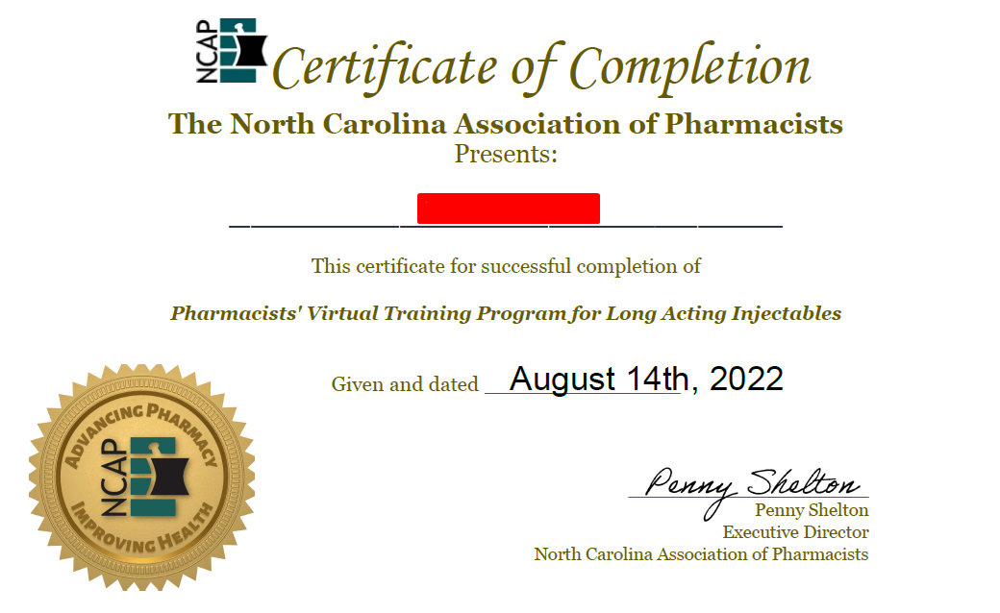 NCAP
Certificate of Completion
The North Carolina Association of Pharmacists
Presents:
This certificate for successful completion of
Pharmacists' Virtual Training Program for Long Acting Injectables
Given and dated August 14th, 2022
ADVANCING PHARMACY
NCAP
IMPROVING HEALTH
Penny Shelton
Penny Shelton
Executive Director
North Carolina Association of Pharmacists